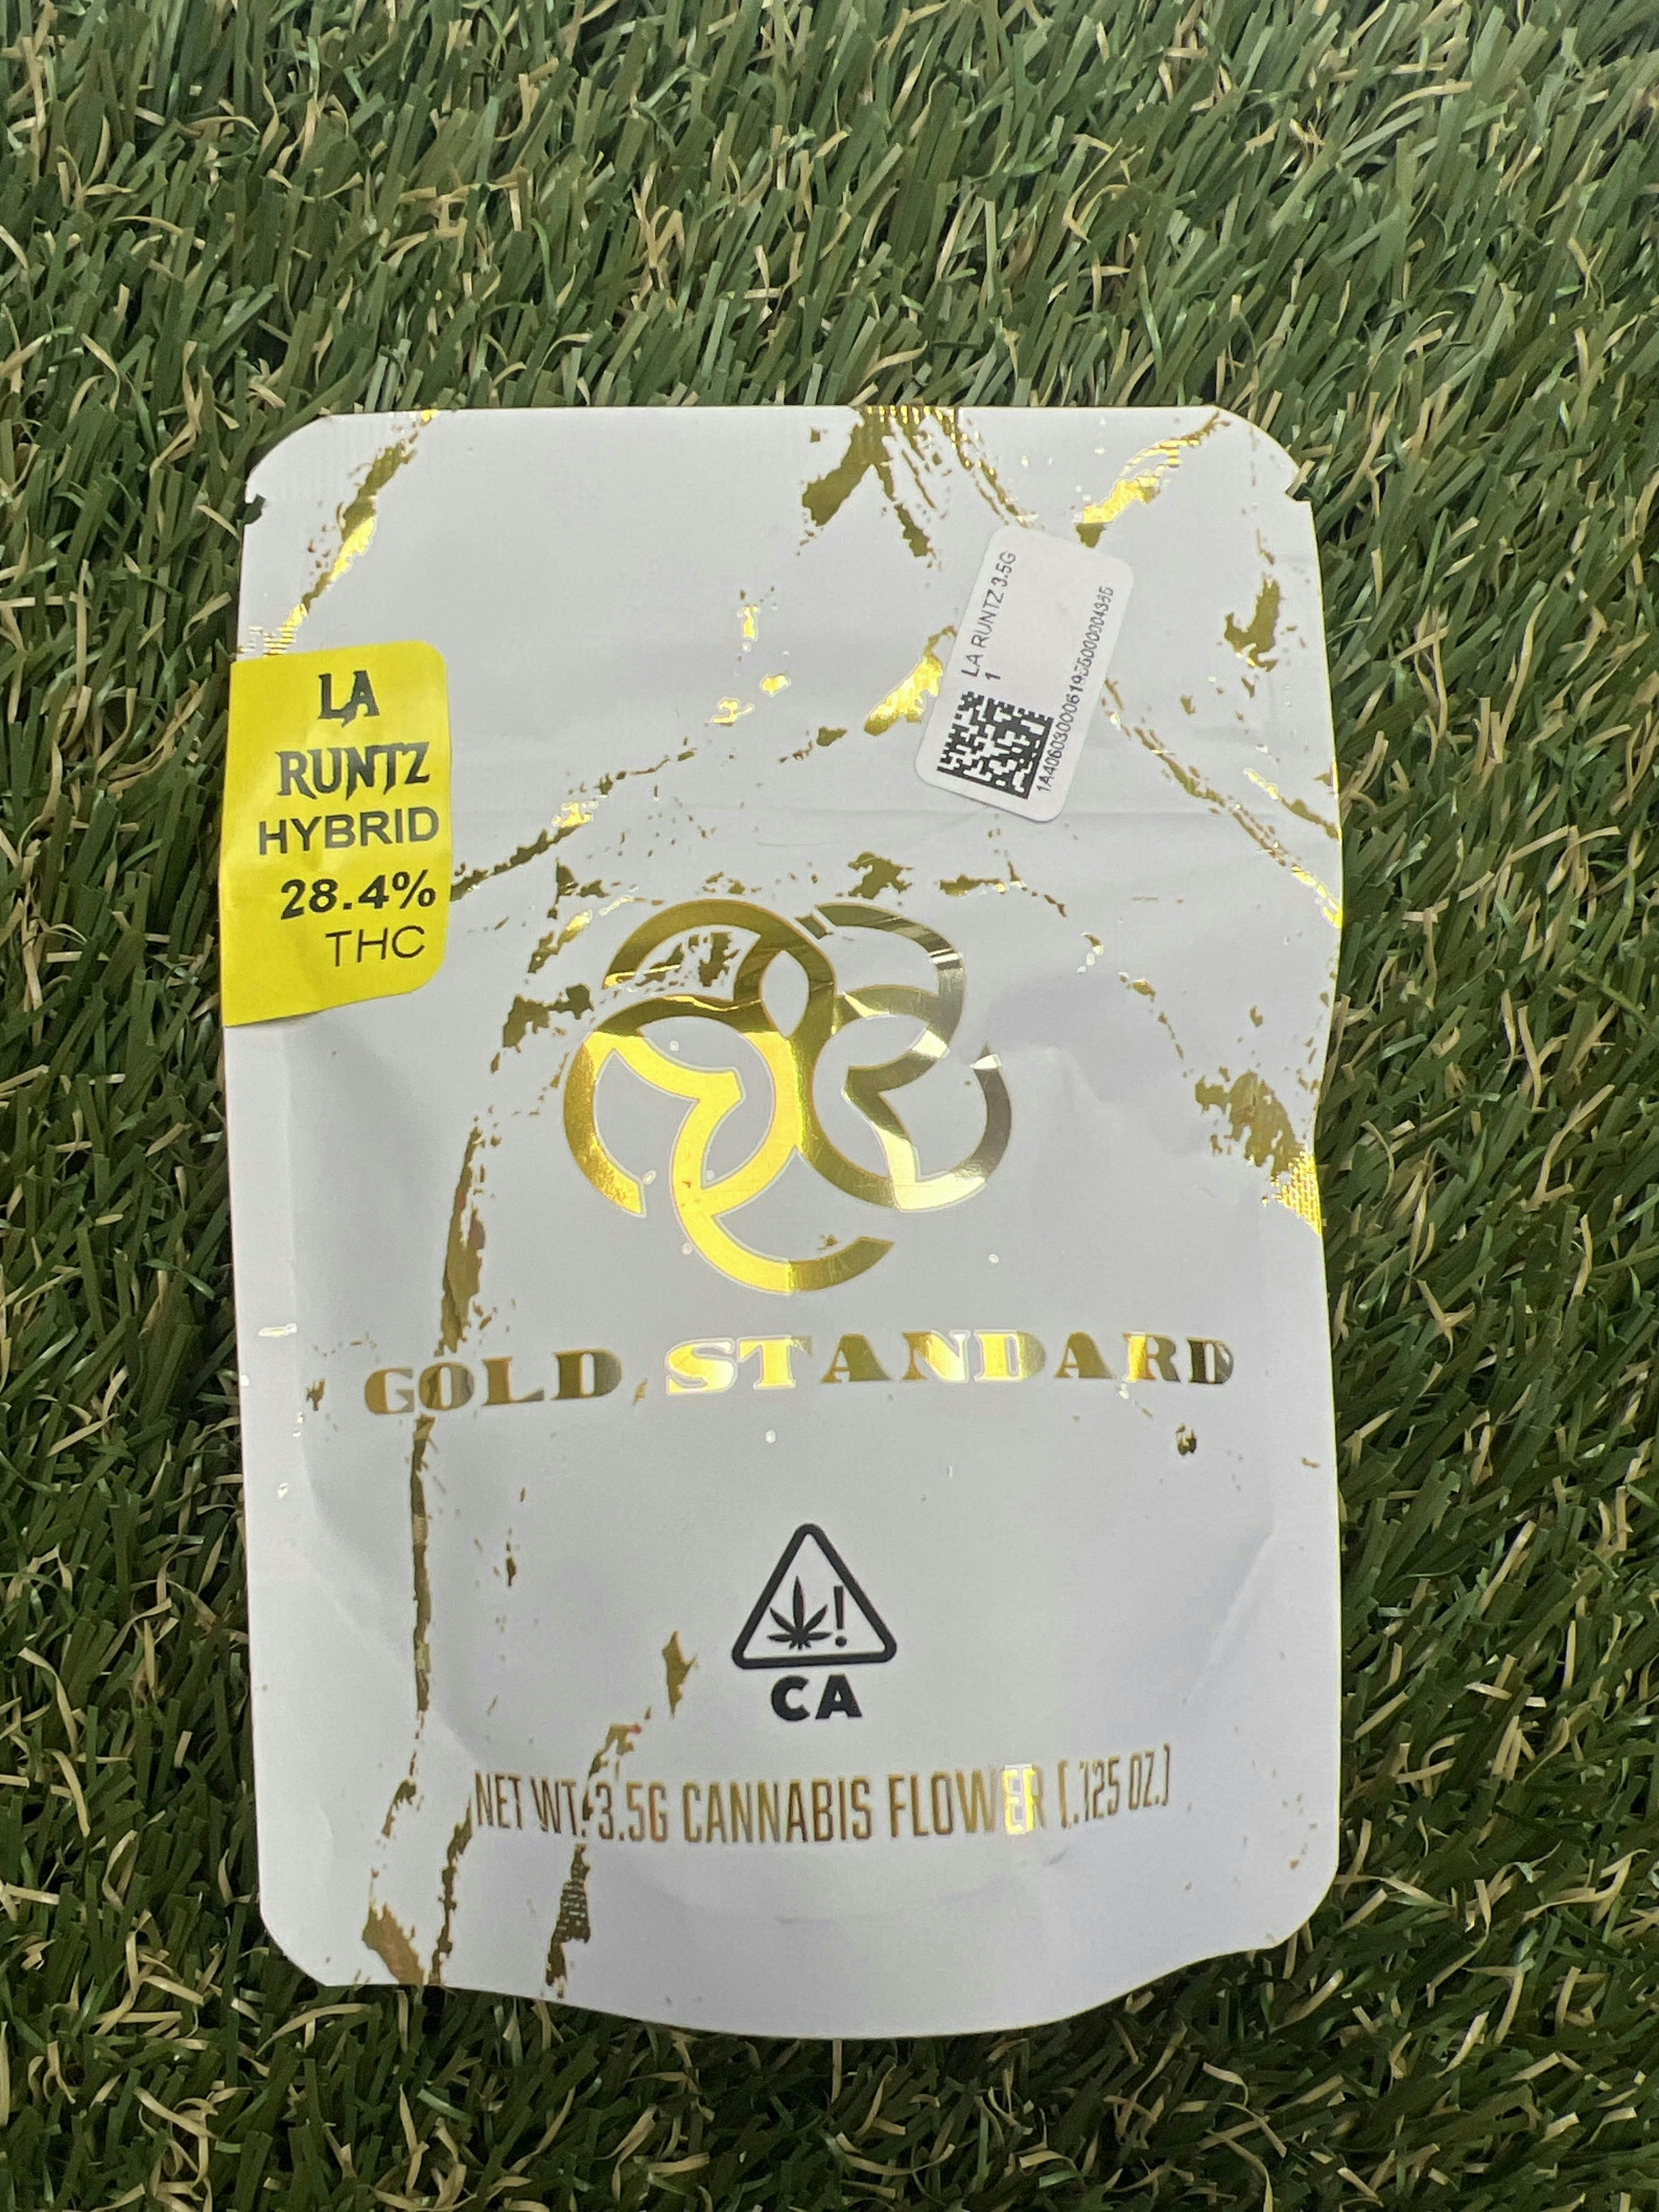 LA RUNTZ 3.5G
1
LA
RUNTZ
HYBRID
28.4%
THC
GOLD STANDARD
!
CA
NET WT. 3.5G CANNABIS FLOWER [.125 OZ.]